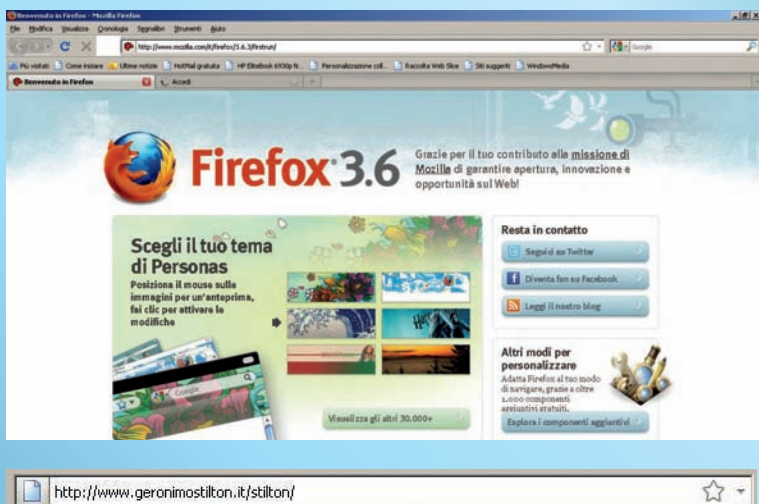 Benvenuto in Firefox - Mozilla Firefox
File Modifica Visualizza Cronologia Segnalibri Strumenti Aiuto
http://www.mozilla.com/it/firefox/3.6.3/firstrun/
Google
Più visitati Come iniziare Ultime notizie HotMail gratuita HP EliteBook 6930p N... Personalizzazione coll... Raccolta Web Slice Siti suggeriti WindowsMedia
Benvenuto in Firefox Accedi
Firefox 3.6
Grazie per il tuo contributo alla missione di
Mozilla di garantire apertura, innovazione e
opportunità sul Web!
Scegli il tuo tema
di Personas
Posiziona il mouse sulle
immagini per un'anteprima,
fai clic per attivare le
modifiche
Google
Visualizza gli altri 30.000+
Resta in contatto
Seguici su Twitter
Diventa fan su Facebook
Leggi il nostro blog
Altri modi per
personalizzare
Adatta Firefox al tuo modo
di navigare, grazie a oltre
1.000 componenti
aggiuntivi gratuiti.
Esplora i componenti aggiuntivi
http://www.geronimostilton.it/stilton/